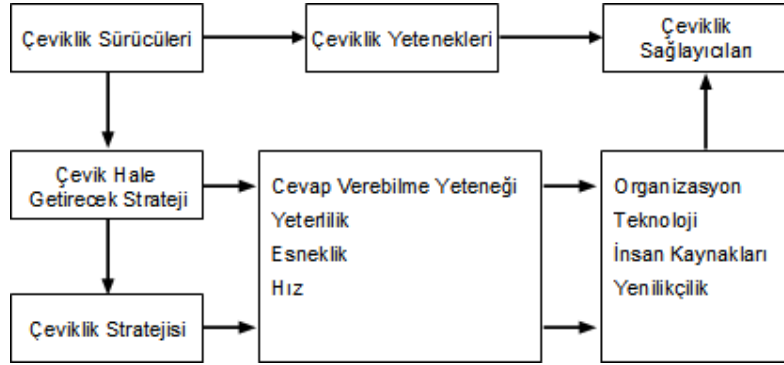 Çeviklik Sürücüleri
Çeviklik Yetenekleri
Çeviklik
Sağlayıcıları
Çevik Hale
Getirecek Strateji
Cevap Verebilme Yeteneği
Yeterlilik
Esneklik
Hız
Organizasyon
Teknoloji
İnsan Kaynakları
Yenilikçilik
Çeviklik Stratejisi